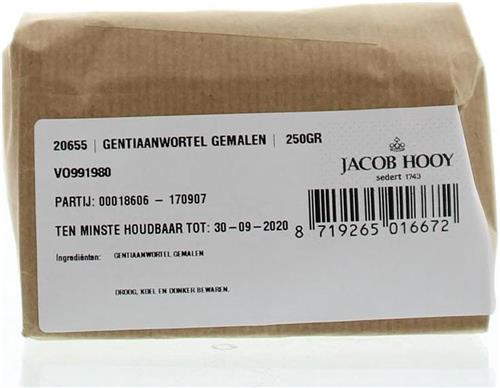 20655 | GENTIAANWORTEL GEMALEN | 250GR
VO991980
PARTIJ: 00018606 - 170907
TEN MINSTE HOUDBAAR TOT: 30-09-2020
Ingrediënten: GENTIAANWORTEL GEMALEN
DROOG, KOEL EN DONKER BEWAREN.
JACOB HOOY
sedert 1743
8 719265 016672